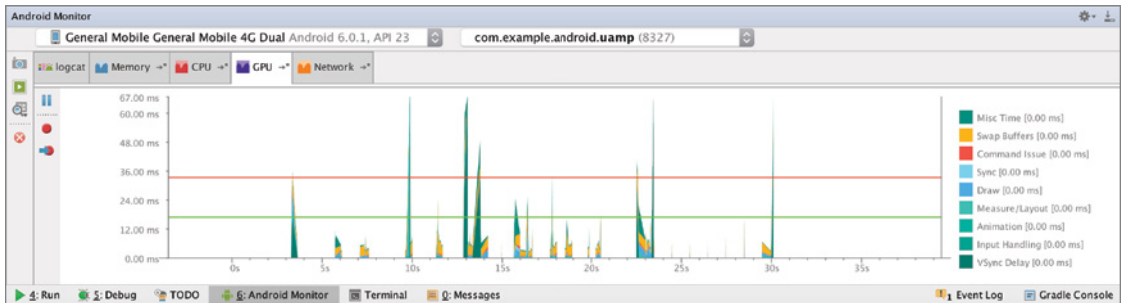 Android Monitor
General Mobile General Mobile 4G Dual Android 6.0.1, API 23
com.example.android.uamp (8327)
logcat Memory CPU GPU Network
67.00 ms
60.00 ms
48.00 ms
36.00 ms
24.00 ms
12.00 ms
0.00 ms
0s 5s 10s 15s 20s 25s 30s 35s
Misc Time [0.00 ms]
Swap Buffers [0.00 ms]
Command Issue [0.00 ms]
Sync [0.00 ms]
Draw [0.00 ms]
Measure/Layout [0.00 ms]
Animation [0.00 ms]
Input Handling [0.00 ms]
VSync Delay [0.00 ms]
4: Run 5: Debug TODO 6: Android Monitor Terminal 0: Messages 1 Event Log Gradle Console